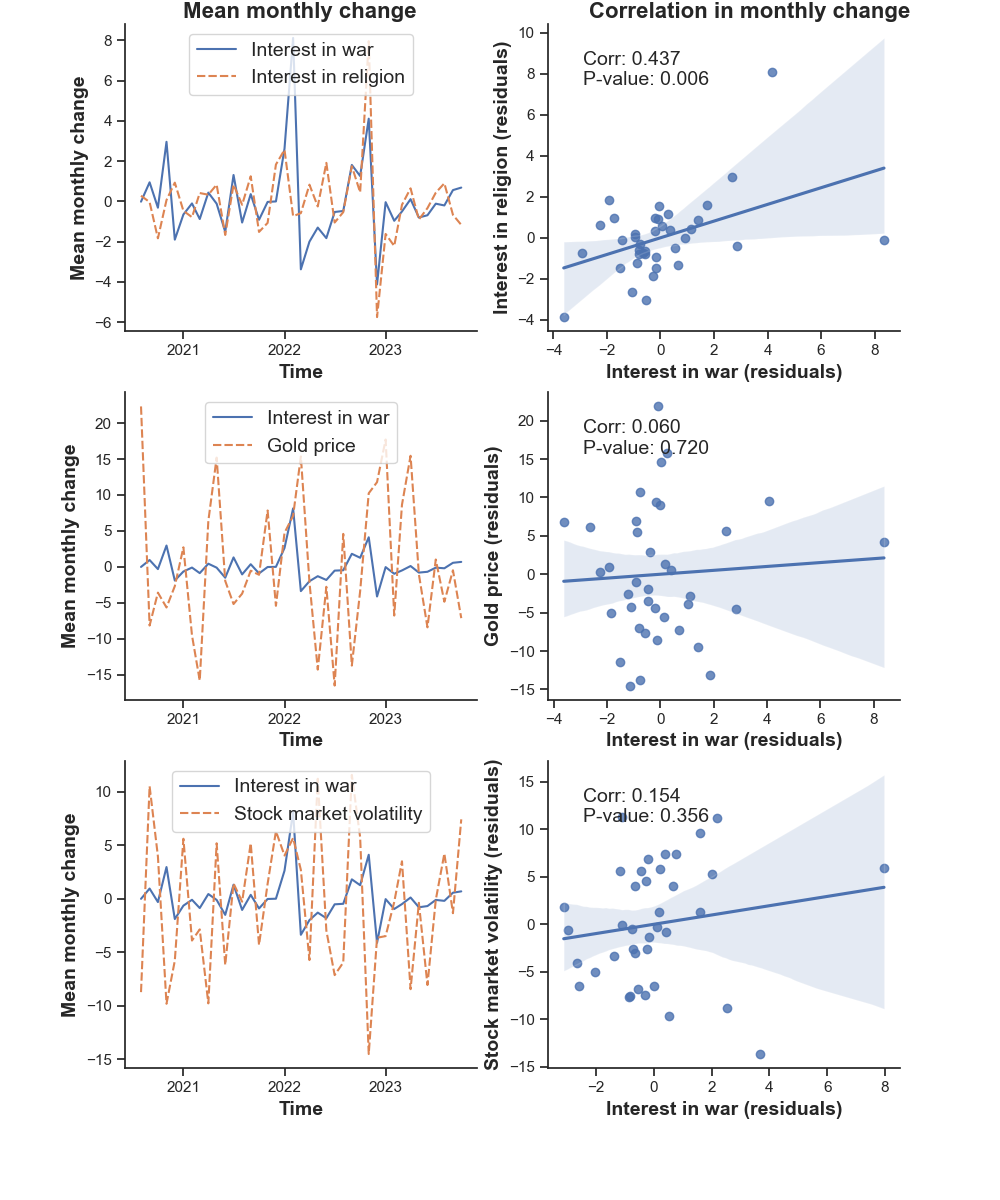 Mean monthly change
Correlation in monthly change
8
6
4
2
0
−2
−4
−6
Mean monthly change
Interest in war
Interest in religion
2021
2022
2023
Time
10
8
6
4
2
0
−2
−4
Interest in religion (residuals)
Corr: 0.437
P-value: 0.006
−4
−2
0
2
4
6
8
Interest in war (residuals)
20
15
10
5
0
−5
−10
−15
Mean monthly change
Interest in war
Gold price
2021
2022
2023
Time
20
15
10
5
0
−5
−10
−15
Gold price (residuals)
Corr: 0.060
P-value: 0.720
−4
−2
0
2
4
6
8
Interest in war (residuals)
10
5
0
−5
−10
−15
Mean monthly change
Interest in war
Stock market volatility
2021
2022
2023
Time
15
10
5
0
−5
−10
−15
Stock market volatility (residuals)
Corr: 0.154
P-value: 0.356
−2
0
2
4
6
8
Interest in war (residuals)